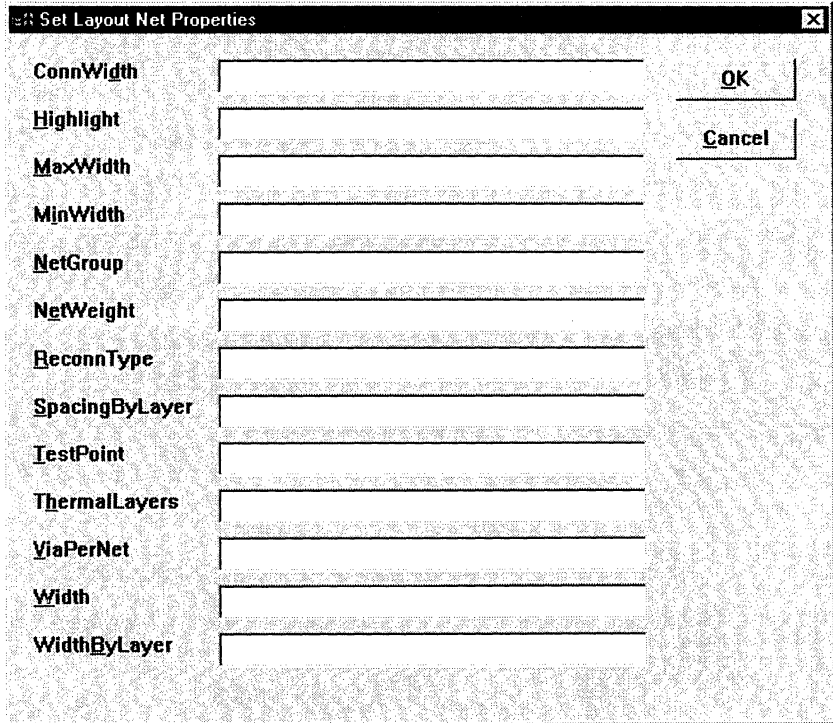 Set Layout Net Properties
ConnWidth
OK
Highlight
Cancel
MaxWidth
MinWidth
NetGroup
NetWeight
ReconnType
SpacingByLayer
TestPoint
ThermalLayers
ViaPerNet
Width
WidthByLayer